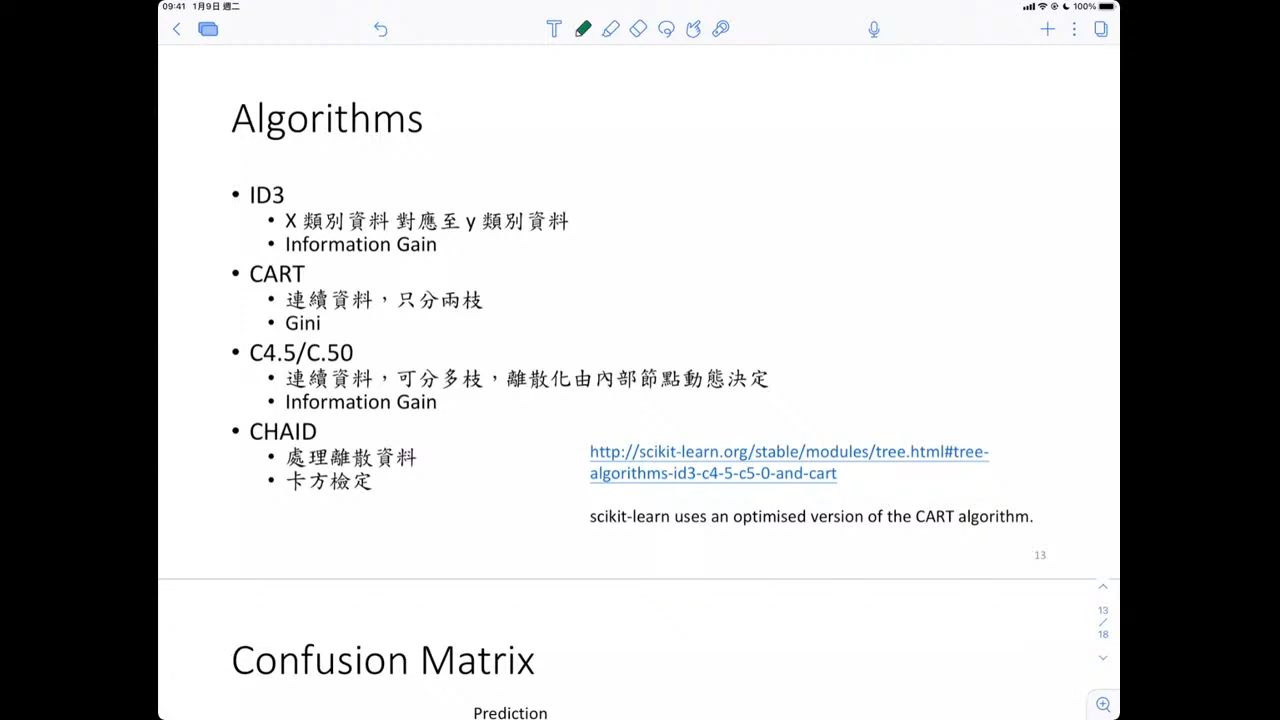 09:41 1月9日 週二
100%
Algorithms
• ID3
• X 類別資料 對應至 y 類別資料
• Information Gain
• CART
• 連續資料，只分兩枝
• Gini
• C4.5/C.50
• 連續資料，可分多枝，離散化由內部節點動態決定
• Information Gain
• CHAID
• 處理離散資料
• 卡方檢定
http://scikit-learn.org/stable/modules/tree.html#tree-
algorithms-id3-c4-5-c5-0-and-cart
scikit-learn uses an optimised version of the CART algorithm.
13
13
/
18
Confusion Matrix
Prediction